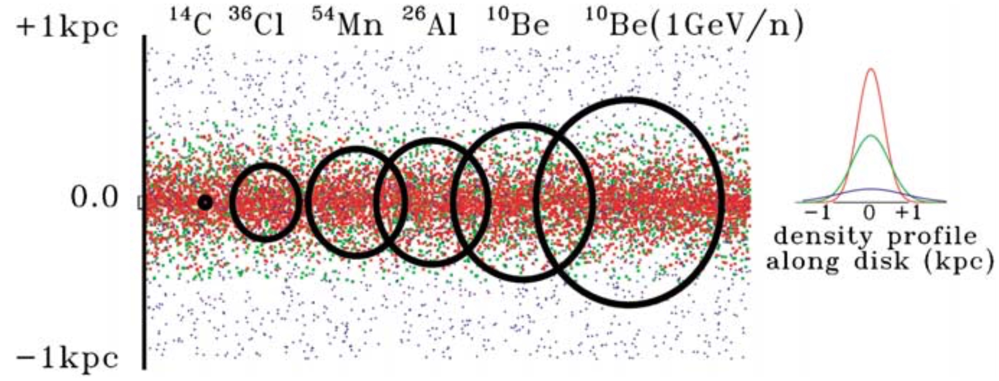 +1kpc ¹⁴C ³⁶Cl ⁵⁴Mn ²⁶Al ¹⁰Be ¹⁰Be(1GeV/n)
0.0
−1kpc
−1 0 +1
density profile
along disk (kpc)